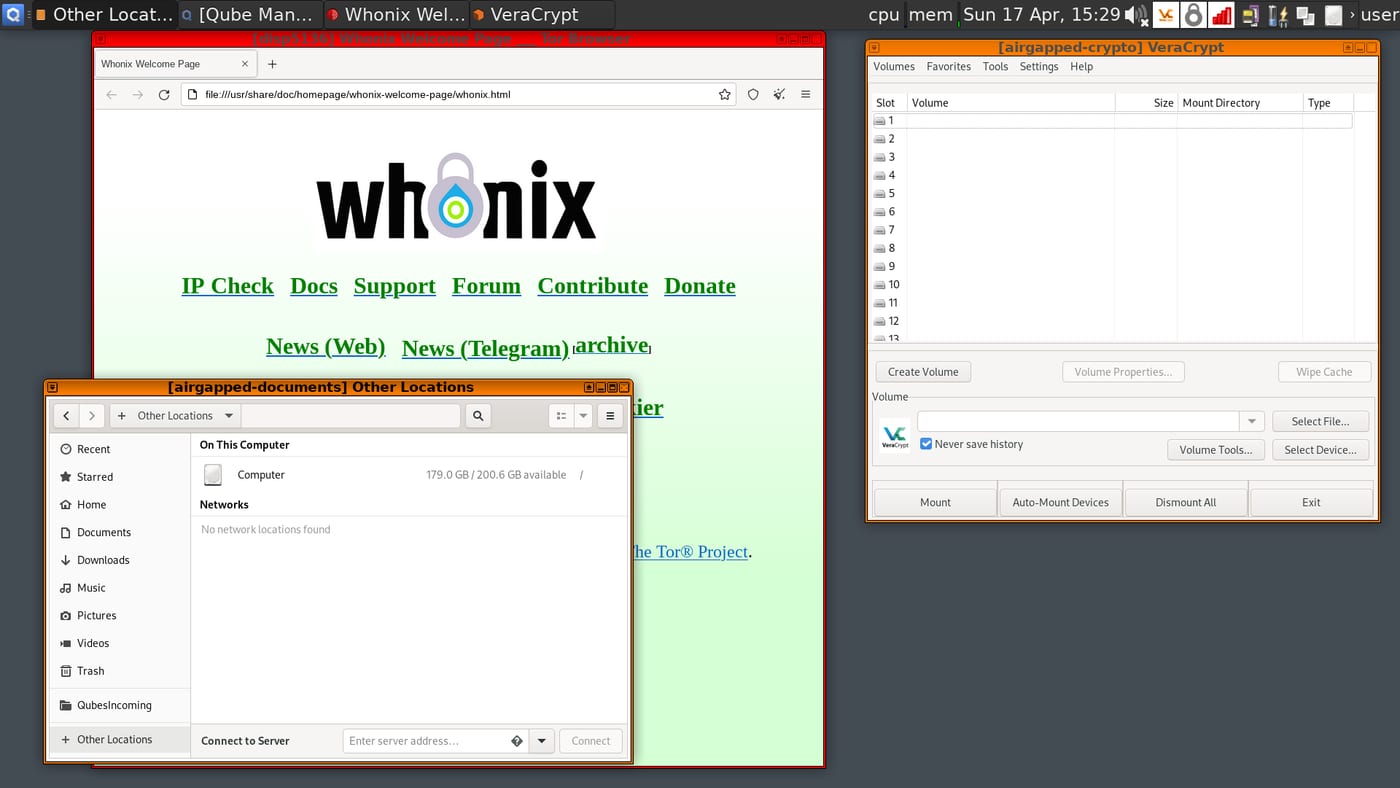 Other Locat... [Qube Man... Whonix Wel... VeraCrypt cpu mem Sun 17 Apr, 15:29 user
Whonix Welcome Page
file:///usr/share/doc/homepage/whonix-welcome-page/whonix.html
whonix
IP Check Docs Support Forum Contribute Donate
News (Web) News (Telegram) [archive]
The Tor® Project.
[airgapped-documents] Other Locations
+ Other Locations
Recent
Starred
Home
Documents
Downloads
Music
Pictures
Videos
Trash
QubesIncoming
+ Other Locations
On This Computer
Computer 179.0 GB / 200.6 GB available /
Networks
No network locations found
Connect to Server Enter server address... Connect
[airgapped-crypto] VeraCrypt
Volumes Favorites Tools Settings Help
Slot Volume Size Mount Directory Type
1
2
3
4
5
6
7
8
9
10
11
12
13
Create Volume Volume Properties... Wipe Cache
Volume
VeraCrypt
Select File...
Never save history
Volume Tools... Select Device...
Mount Auto-Mount Devices Dismount All Exit